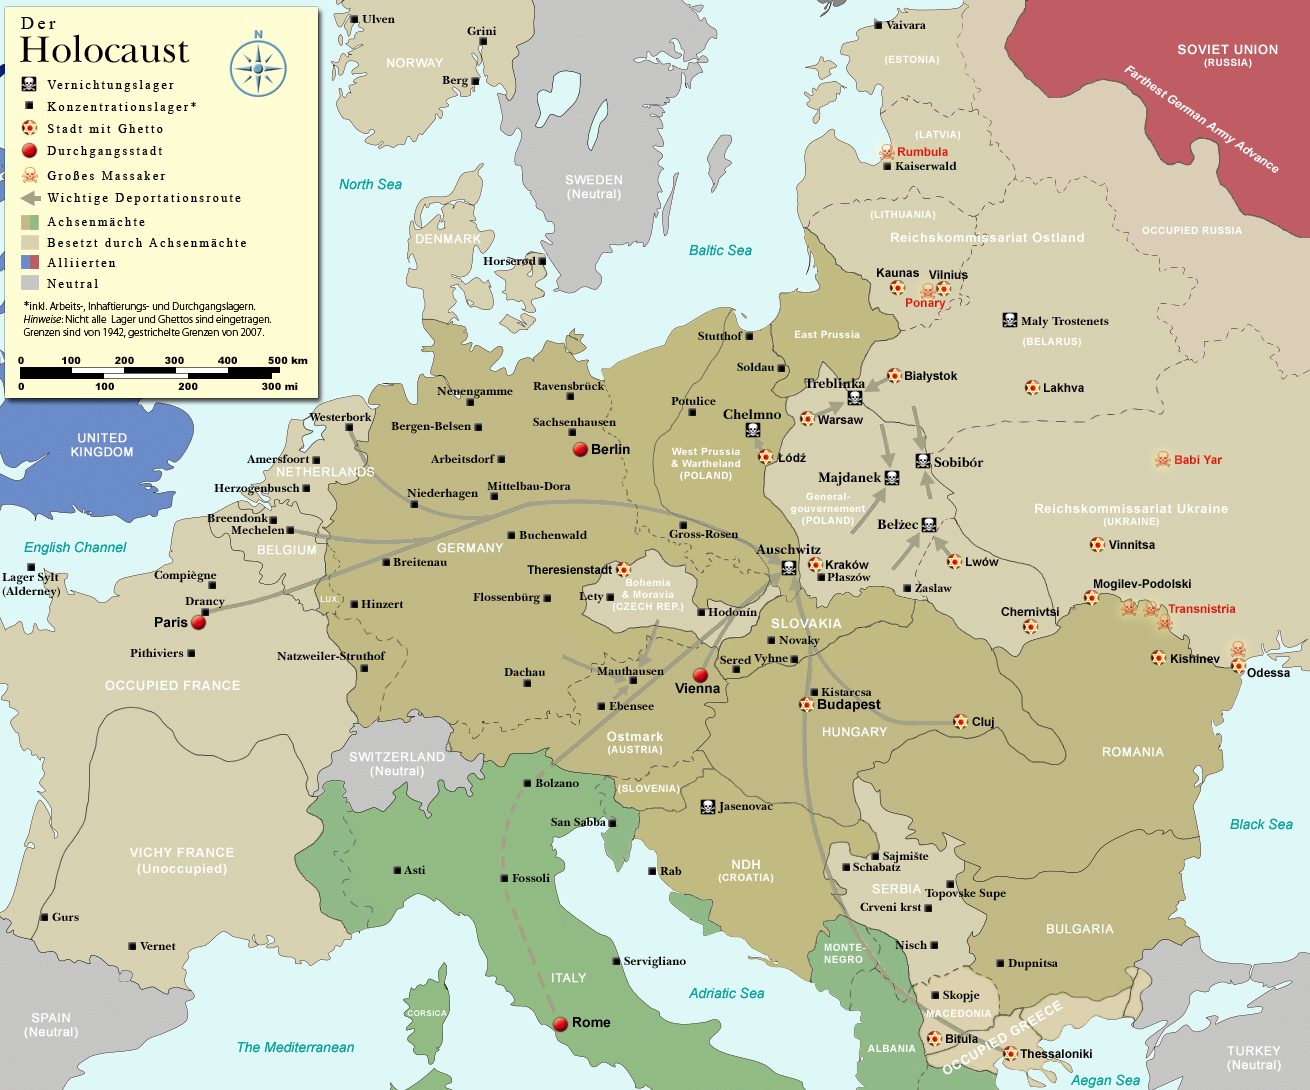 Der
Holocaust
N
Vernichtungslager
Konzentrationslager*
Stadt mit Ghetto
Durchgangsstadt
Großes Massaker
Wichtige Deportationsroute
Achsenmächte
Besetzt durch Achsenmächte
Alliierten
Neutral
*inkl. Arbeits-, Inhaftierungs- und Durchgangslagern.
Hinweise: Nicht alle Lager und Ghettos sind eingetragen.
Grenzen sind von 1942, gestrichelte Grenzen von 2007.
0 100 200 300 400 500 km
0 100 200 300 mi
Ulven
Grini
NORWAY
Berg
Vaivara
(ESTONIA)
SOVIET UNION
(RUSSIA)
Farthest German Army Advance
(LATVIA)
Rumbula
Kaiserwald
North Sea
SWEDEN
(Neutral)
(LITHUANIA)
Reichskommissariat Ostland
OCCUPIED RUSSIA
DENMARK
Horserød
Baltic Sea
Kaunas
Vilnius
Ponary
Maly Trostenets
(BELARUS)
East Prussia
Stutthof
Soldau
Treblinka
Białystok
Lakhva
Neuengamme
Ravensbrück
Potulice
Chelmno
Warsaw
Westerbork
Bergen-Belsen
Sachsenhausen
Berlin
UNITED
KINGDOM
Amersfoort
NETHERLANDS
Arbeitsdorf
West Prussia
& Wartheland
(POLAND)
Łódź
Sobibór
Babi Yar
Majdanek
Herzogenbusch
Niederhagen
Mittelbau-Dora
General-
gouvernement
(POLAND)
Reichskommissariat Ukraine
(UKRAINE)
Breendonk
Mechelen
Bełżec
Gross-Rosen
English Channel
BELGIUM
GERMANY
Buchenwald
Auschwitz
Vinnitsa
Lager Sylt
(Alderney)
Compiègne
Breitenau
Theresienstadt
Kraków
Płaszów
Lwów
Bohemia
& Moravia
(CZECH REP.)
Zaslaw
Mogilev-Podolski
Drancy
LUX.
Hinzert
Flossenbürg
Lety
Hodonín
Chernivtsi
Transnistria
Paris
SLOVAKIA
Novaky
Pithiviers
Natzweiler-Struthof
Sered
Vyhne
Kishinev
Odessa
Dachau
Mauthausen
Vienna
OCCUPIED FRANCE
Kistarcsa
Budapest
Ebensee
Cluj
HUNGARY
Ostmark
(AUSTRIA)
ROMANIA
SWITZERLAND
(Neutral)
Bolzano
(SLOVENIA)
Jasenovac
San Sabba
Black Sea
VICHY FRANCE
(Unoccupied)
Asti
Fossoli
Rab
NDH
(CROATIA)
Sajmište
Schabatz
SERBIA
Topovske Supe
Crveni krst
Gurs
Vernet
BULGARIA
Nisch
MONTE-
NEGRO
Servigliano
Dupnitsa
ITALY
Adriatic Sea
Skopje
MACEDONIA
CORSICA
SPAIN
(Neutral)
Rome
OCCUPIED GREECE
Bitula
The Mediterranean
ALBANIA
Thessaloniki
TURKEY
(Neutral)
Aegean Sea